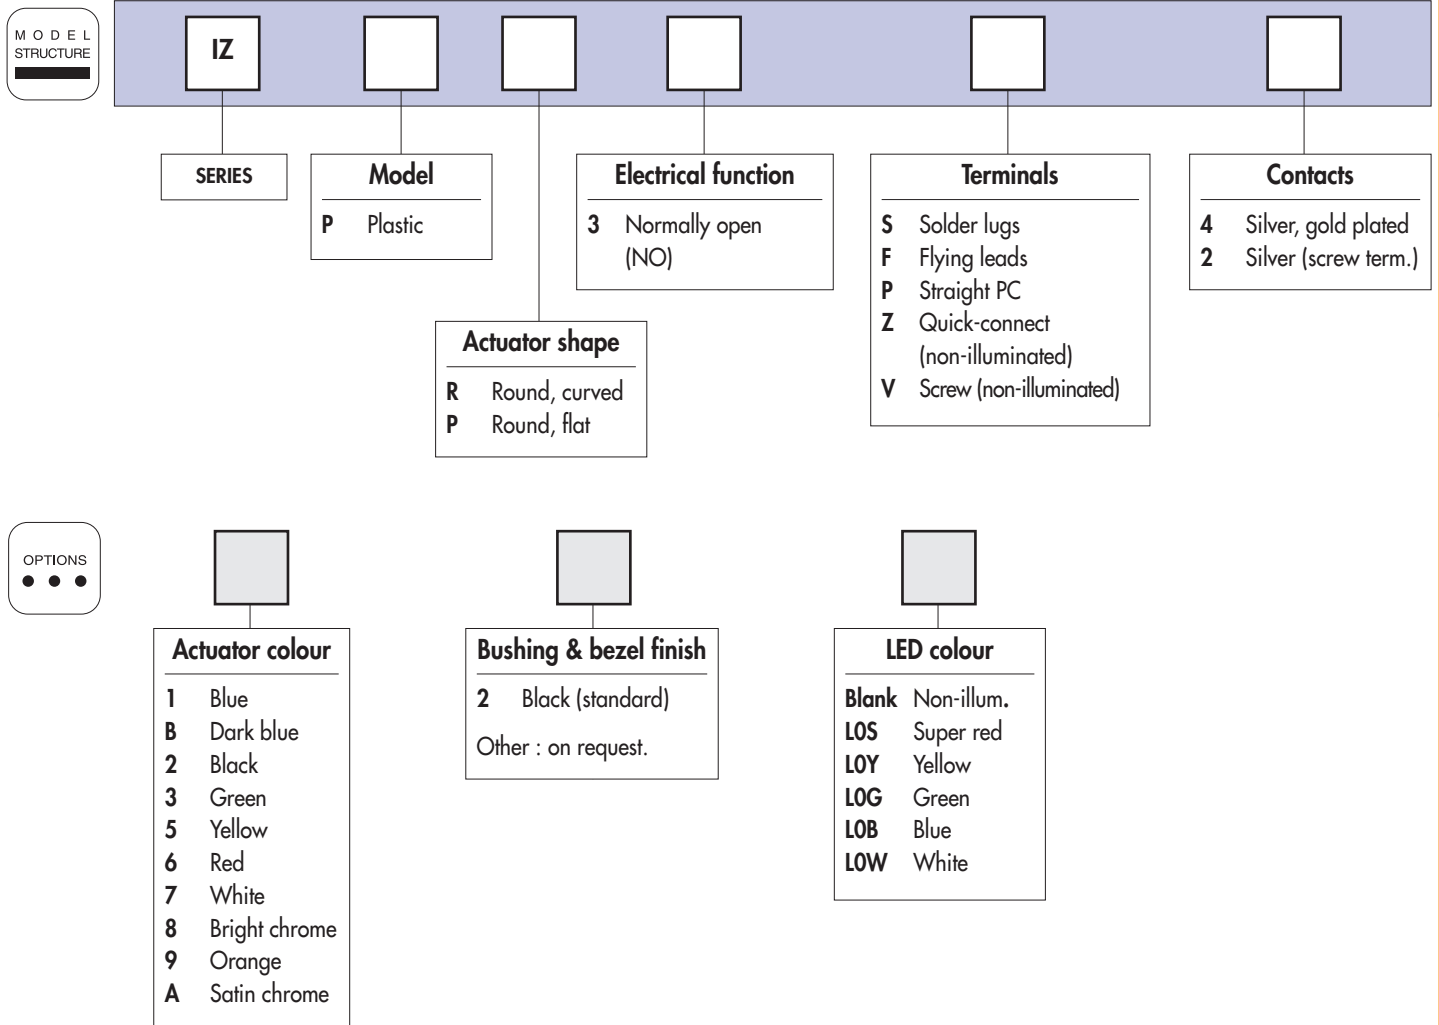 MODEL
STRUCTURE
IZ
SERIES
Model
P Plastic
Actuator shape
R Round, curved
P Round, flat
Electrical function
3 Normally open
(NO)
Terminals
S Solder lugs
F Flying leads
P Straight PC
Z Quick-connect
(non-illuminated)
V Screw (non-illuminated)
Contacts
4 Silver, gold plated
2 Silver (screw term.)
OPTIONS
Actuator colour
1 Blue
B Dark blue
2 Black
3 Green
5 Yellow
6 Red
7 White
8 Bright chrome
9 Orange
A Satin chrome
Bushing & bezel finish
2 Black (standard)
Other : on request.
LED colour
Blank Non-illum.
L0S Super red
L0Y Yellow
L0G Green
L0B Blue
L0W White